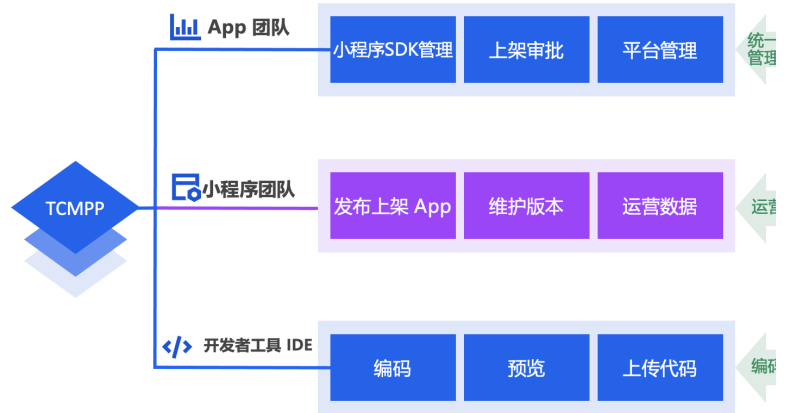 App 团队
小程序SDK管理
上架审批
平台管理
统一
管理
TCMPP
小程序团队
发布上架 App
维护版本
运营数据
运营
开发者工具 IDE
编码
预览
上传代码
编码